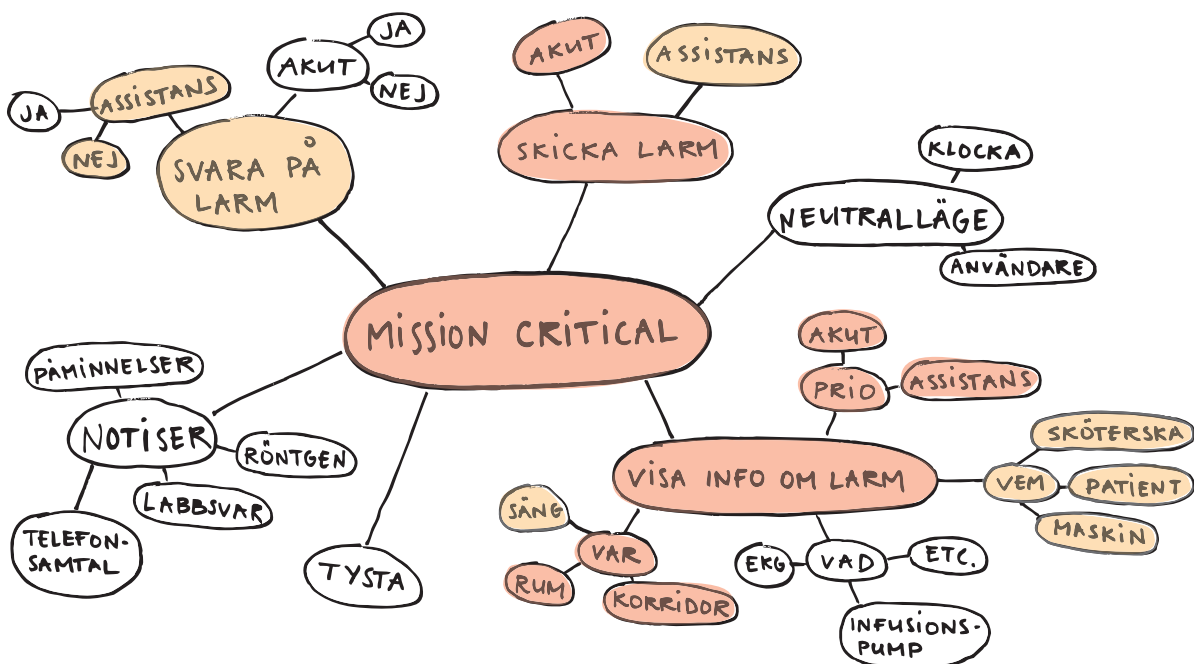 JA
AKUT
NEJ
ASSISTANS
JA
NEJ
SVARA PÅ
LARM
AKUT
ASSISTANS
SKICKA LARM
KLOCKA
NEUTRALLÄGE
ANVÄNDARE
MISSION CRITICAL
PÅMINNELSER
NOTISER
RÖNTGEN
LABBSVAR
TELEFON-
SAMTAL
TYSTA
AKUT
PRIO
ASSISTANS
VISA INFO OM LARM
SKÖTERSKA
VEM
PATIENT
MASKIN
SÄNG
VAR
RUM
KORRIDOR
EKG
VAD
ETC.
INFUSIONS-
PUMP